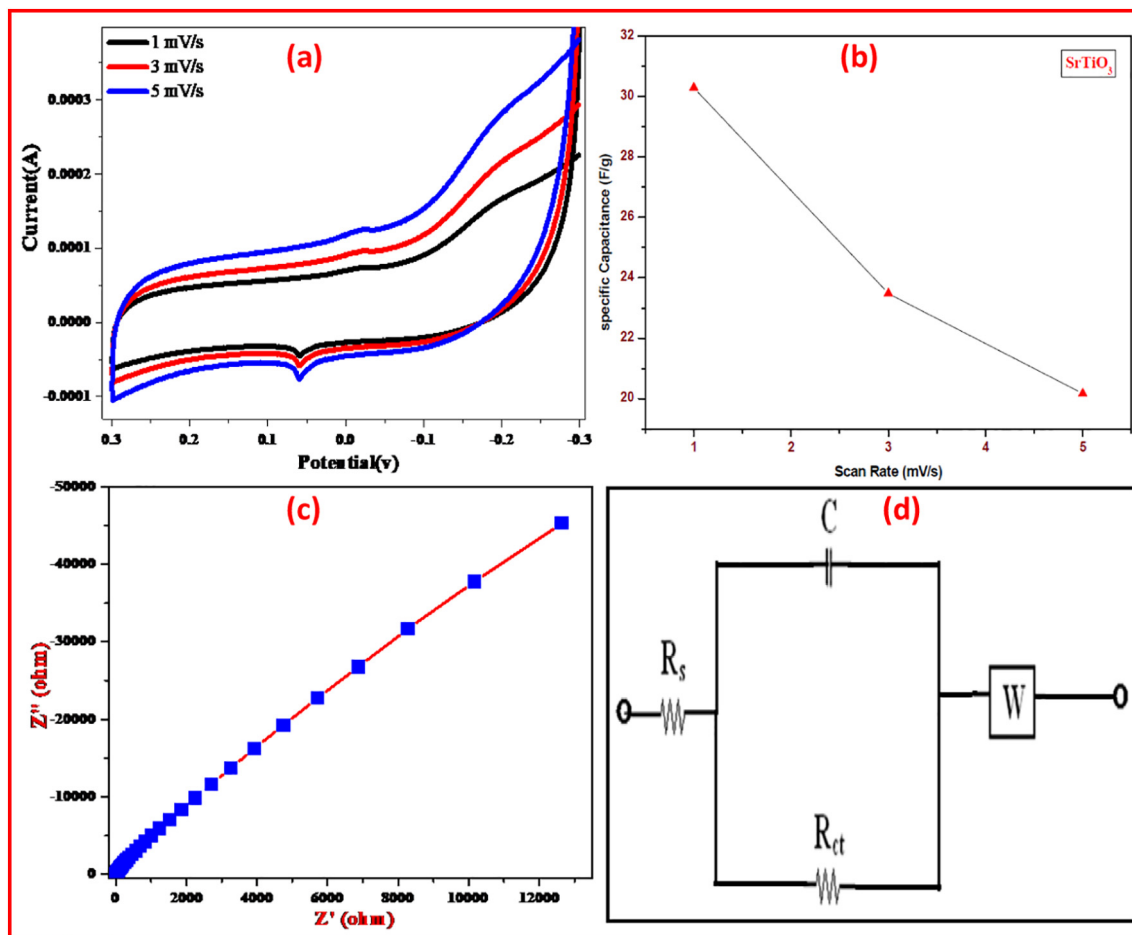 (a)
1 mV/s
3 mV/s
5 mV/s
0.0003
0.0002
0.0001
0.0000
-0.0001
Current(A)
0.3 0.2 0.1 0.0 -0.1 -0.2 -0.3
Potential(v)
(b)
SrTiO3
32
30
28
26
24
22
20
specific Capacitance (F/g)
1 2 3 4 5
Scan Rate (mV/s)
(c)
-50000
-40000
-30000
-20000
-10000
0
Z'' (ohm)
0 2000 4000 6000 8000 10000 12000
Z' (ohm)
(d)
C
Rs
W
Rct